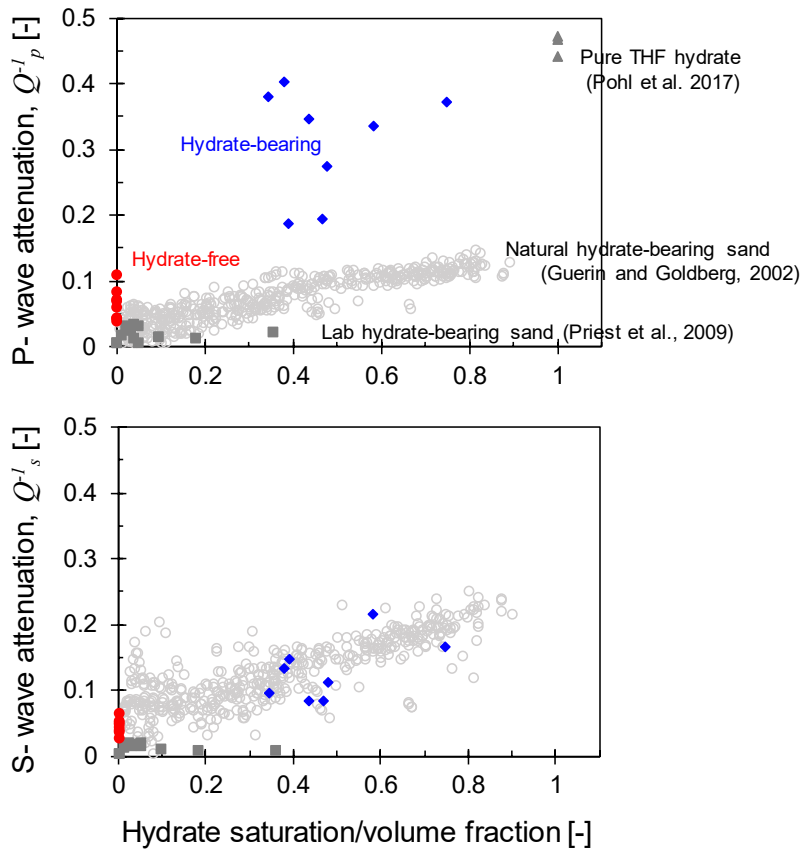 P- wave attenuation, Q⁻¹ₚ [-]
0.5
0.4
0.3
0.2
0.1
0
Pure THF hydrate
(Pohl et al. 2017)
Hydrate-bearing
Natural hydrate-bearing sand
(Guerin and Goldberg, 2002)
Hydrate-free
Lab hydrate-bearing sand (Priest et al., 2009)
0 0.2 0.4 0.6 0.8 1
S- wave attenuation, Q⁻¹ₛ [-]
0.5
0.4
0.3
0.2
0.1
0
0 0.2 0.4 0.6 0.8 1
Hydrate saturation/volume fraction [-]